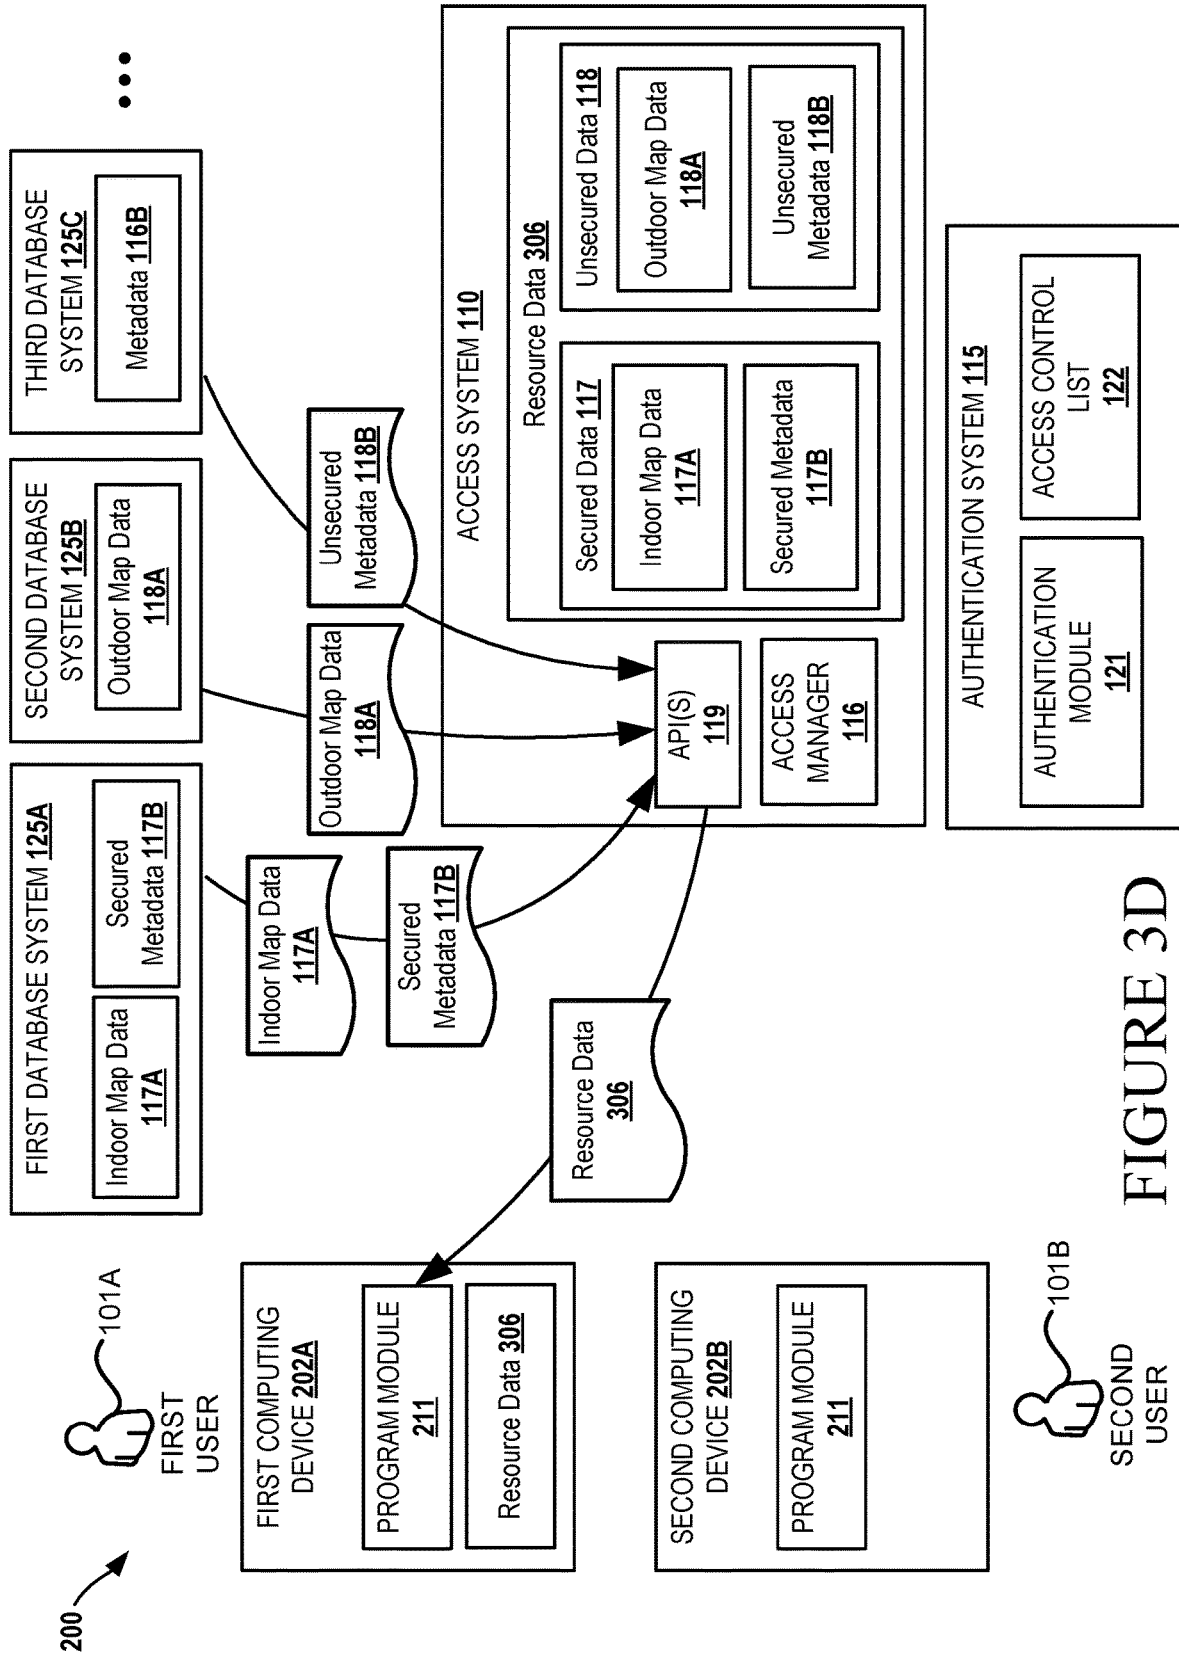 200
101A
FIRST
USER
FIRST COMPUTING
DEVICE 202A
PROGRAM MODULE
211
Resource Data 306
SECOND COMPUTING
DEVICE 202B
PROGRAM MODULE
211
101B
SECOND
USER
FIRST DATABASE SYSTEM 125A
Indoor Map Data
117A
Secured
Metadata 117B
SECOND DATABASE
SYSTEM 125B
Outdoor Map Data
118A
THIRD DATABASE
SYSTEM 125C
Metadata 116B
Indoor Map Data
117A
Secured
Metadata 117B
Outdoor Map Data
118A
Unsecured
Metadata 118B
Resource Data
306
ACCESS SYSTEM 110
API(S)
119
ACCESS
MANAGER
116
Resource Data 306
Secured Data 117
Indoor Map Data
117A
Secured Metadata
117B
Unsecured Data 118
Outdoor Map Data
118A
Unsecured
Metadata 118B
AUTHENTICATION SYSTEM 115
AUTHENTICATION
MODULE
121
ACCESS CONTROL
LIST
122
FIGURE 3D